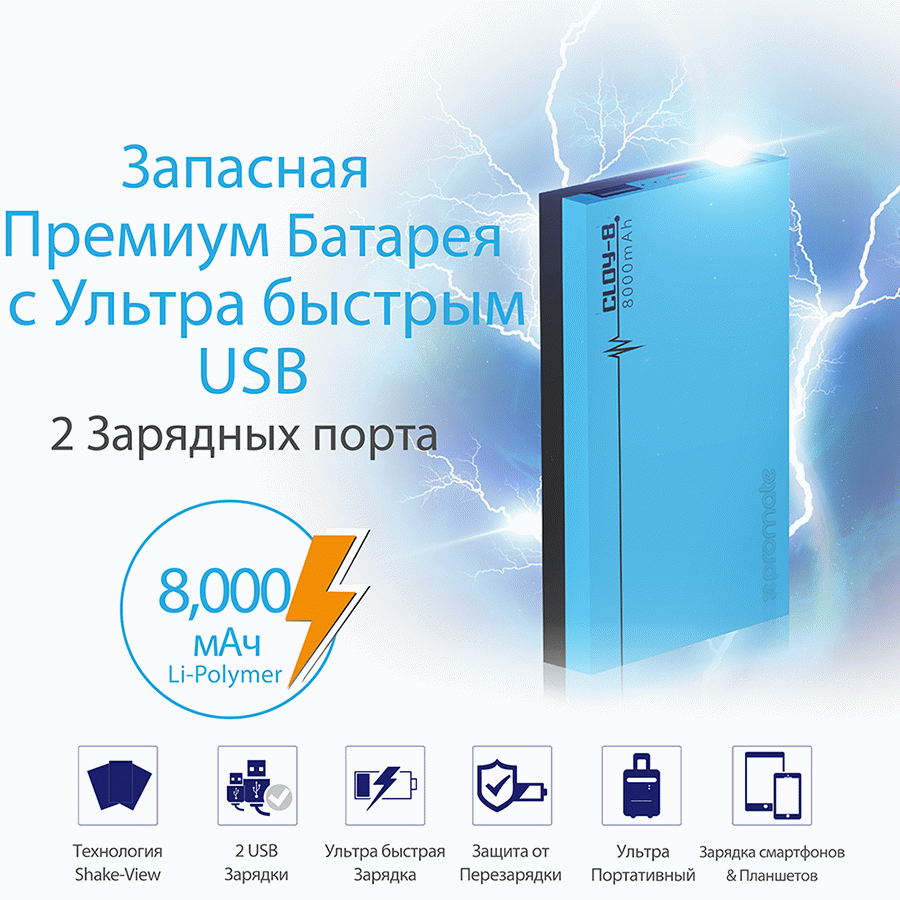 Запасная
Премиум Батарея
с Ультра быстрым
USB
2 Зарядных порта
CLOY-8
8000mAh
promate
8,000
мАч
Li-Polymer
Технология
Shake-View
2 USB
Зарядки
Ультра быстрая
Зарядка
Защита от
Перезарядки
Ультра
Портативный
Зарядка смартфонов
& Планшетов